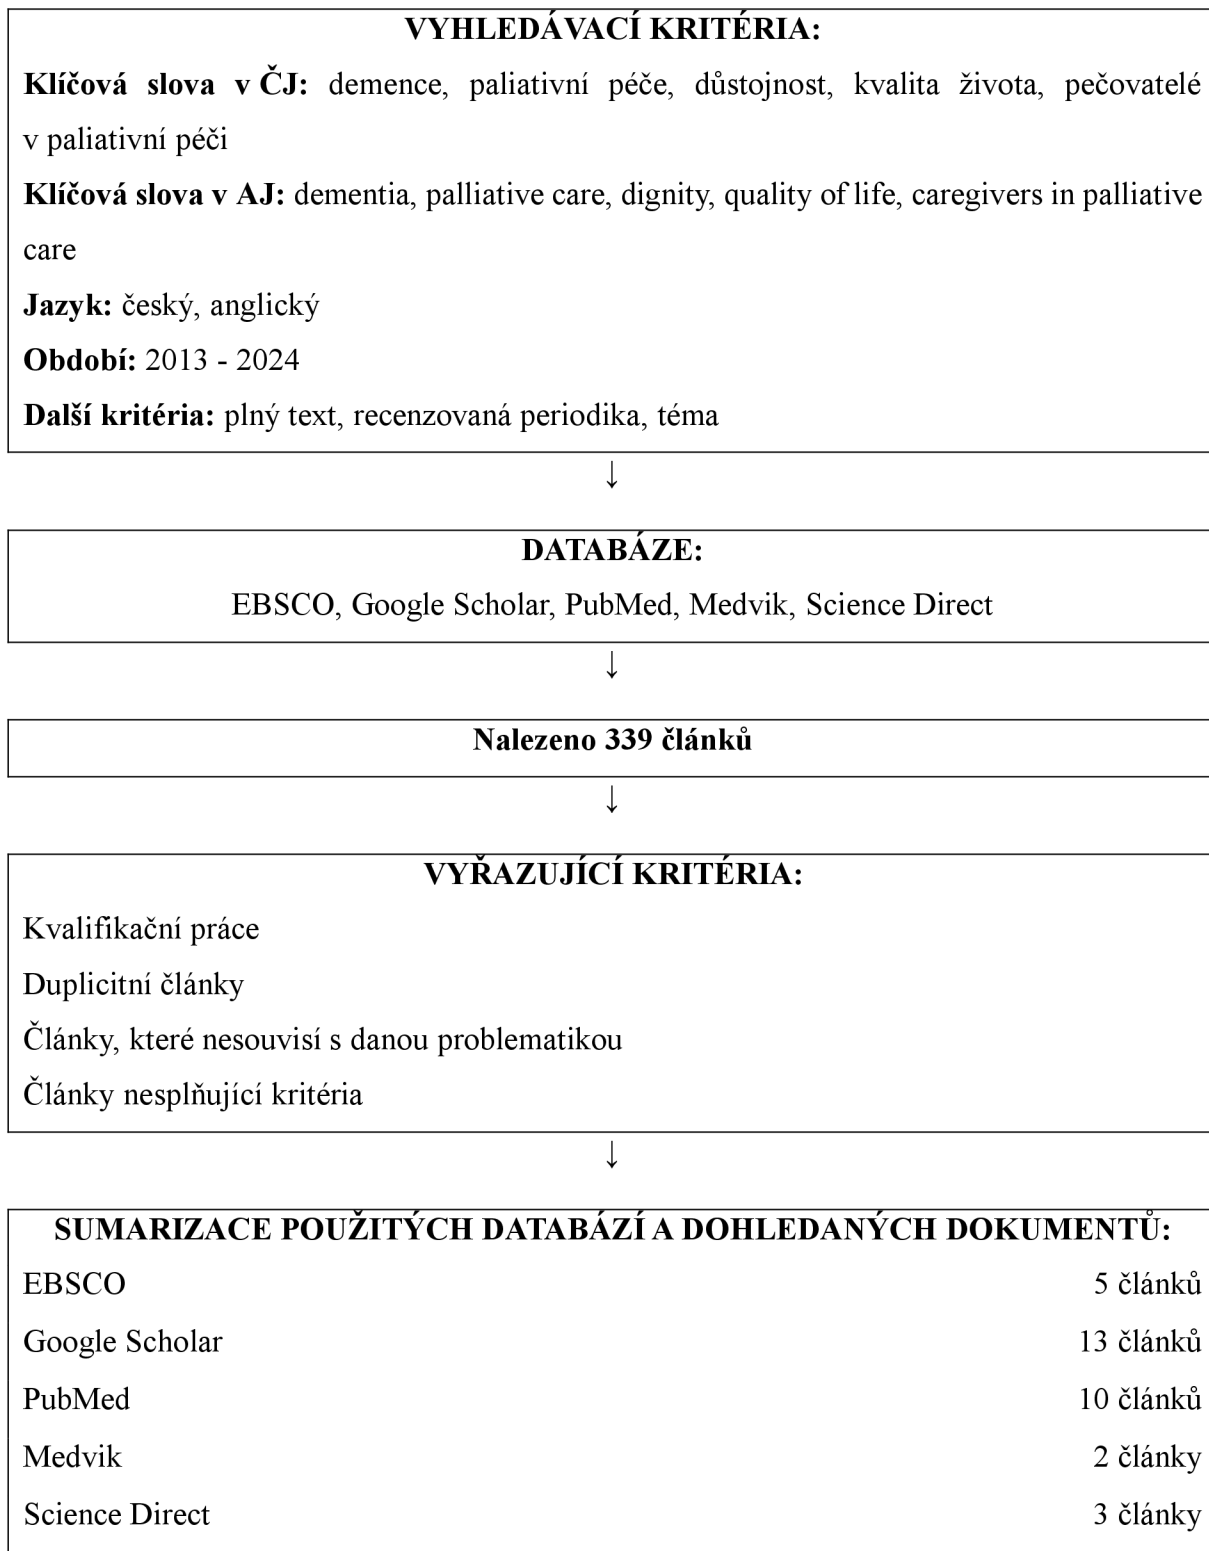 VYHLEDÁVACÍ KRITÉRIA:
Klíčová slova v ČJ: demence, paliativní péče, důstojnost, kvalita života, pečovatelé
v paliativní péči
Klíčová slova v AJ: dementia, palliative care, dignity, quality of life, caregivers in palliative
care
Jazyk: český, anglický
Období: 2013 - 2024
Další kritéria: plný text, recenzovaná periodika, téma
↓
DATABÁZE:
EBSCO, Google Scholar, PubMed, Medvik, Science Direct
↓
Nalezeno 339 článků
↓
VYŘAZUJÍCÍ KRITÉRIA:
Kvalifikační práce
Duplicitní články
Články, které nesouvisí s danou problematikou
Články nesplňující kritéria
↓
SUMARIZACE POUŽITÝCH DATABÁZÍ A DOHLEDANÝCH DOKUMENTŮ:
EBSCO 5 článků
Google Scholar 13 článků
PubMed 10 článků
Medvik 2 články
Science Direct 3 články